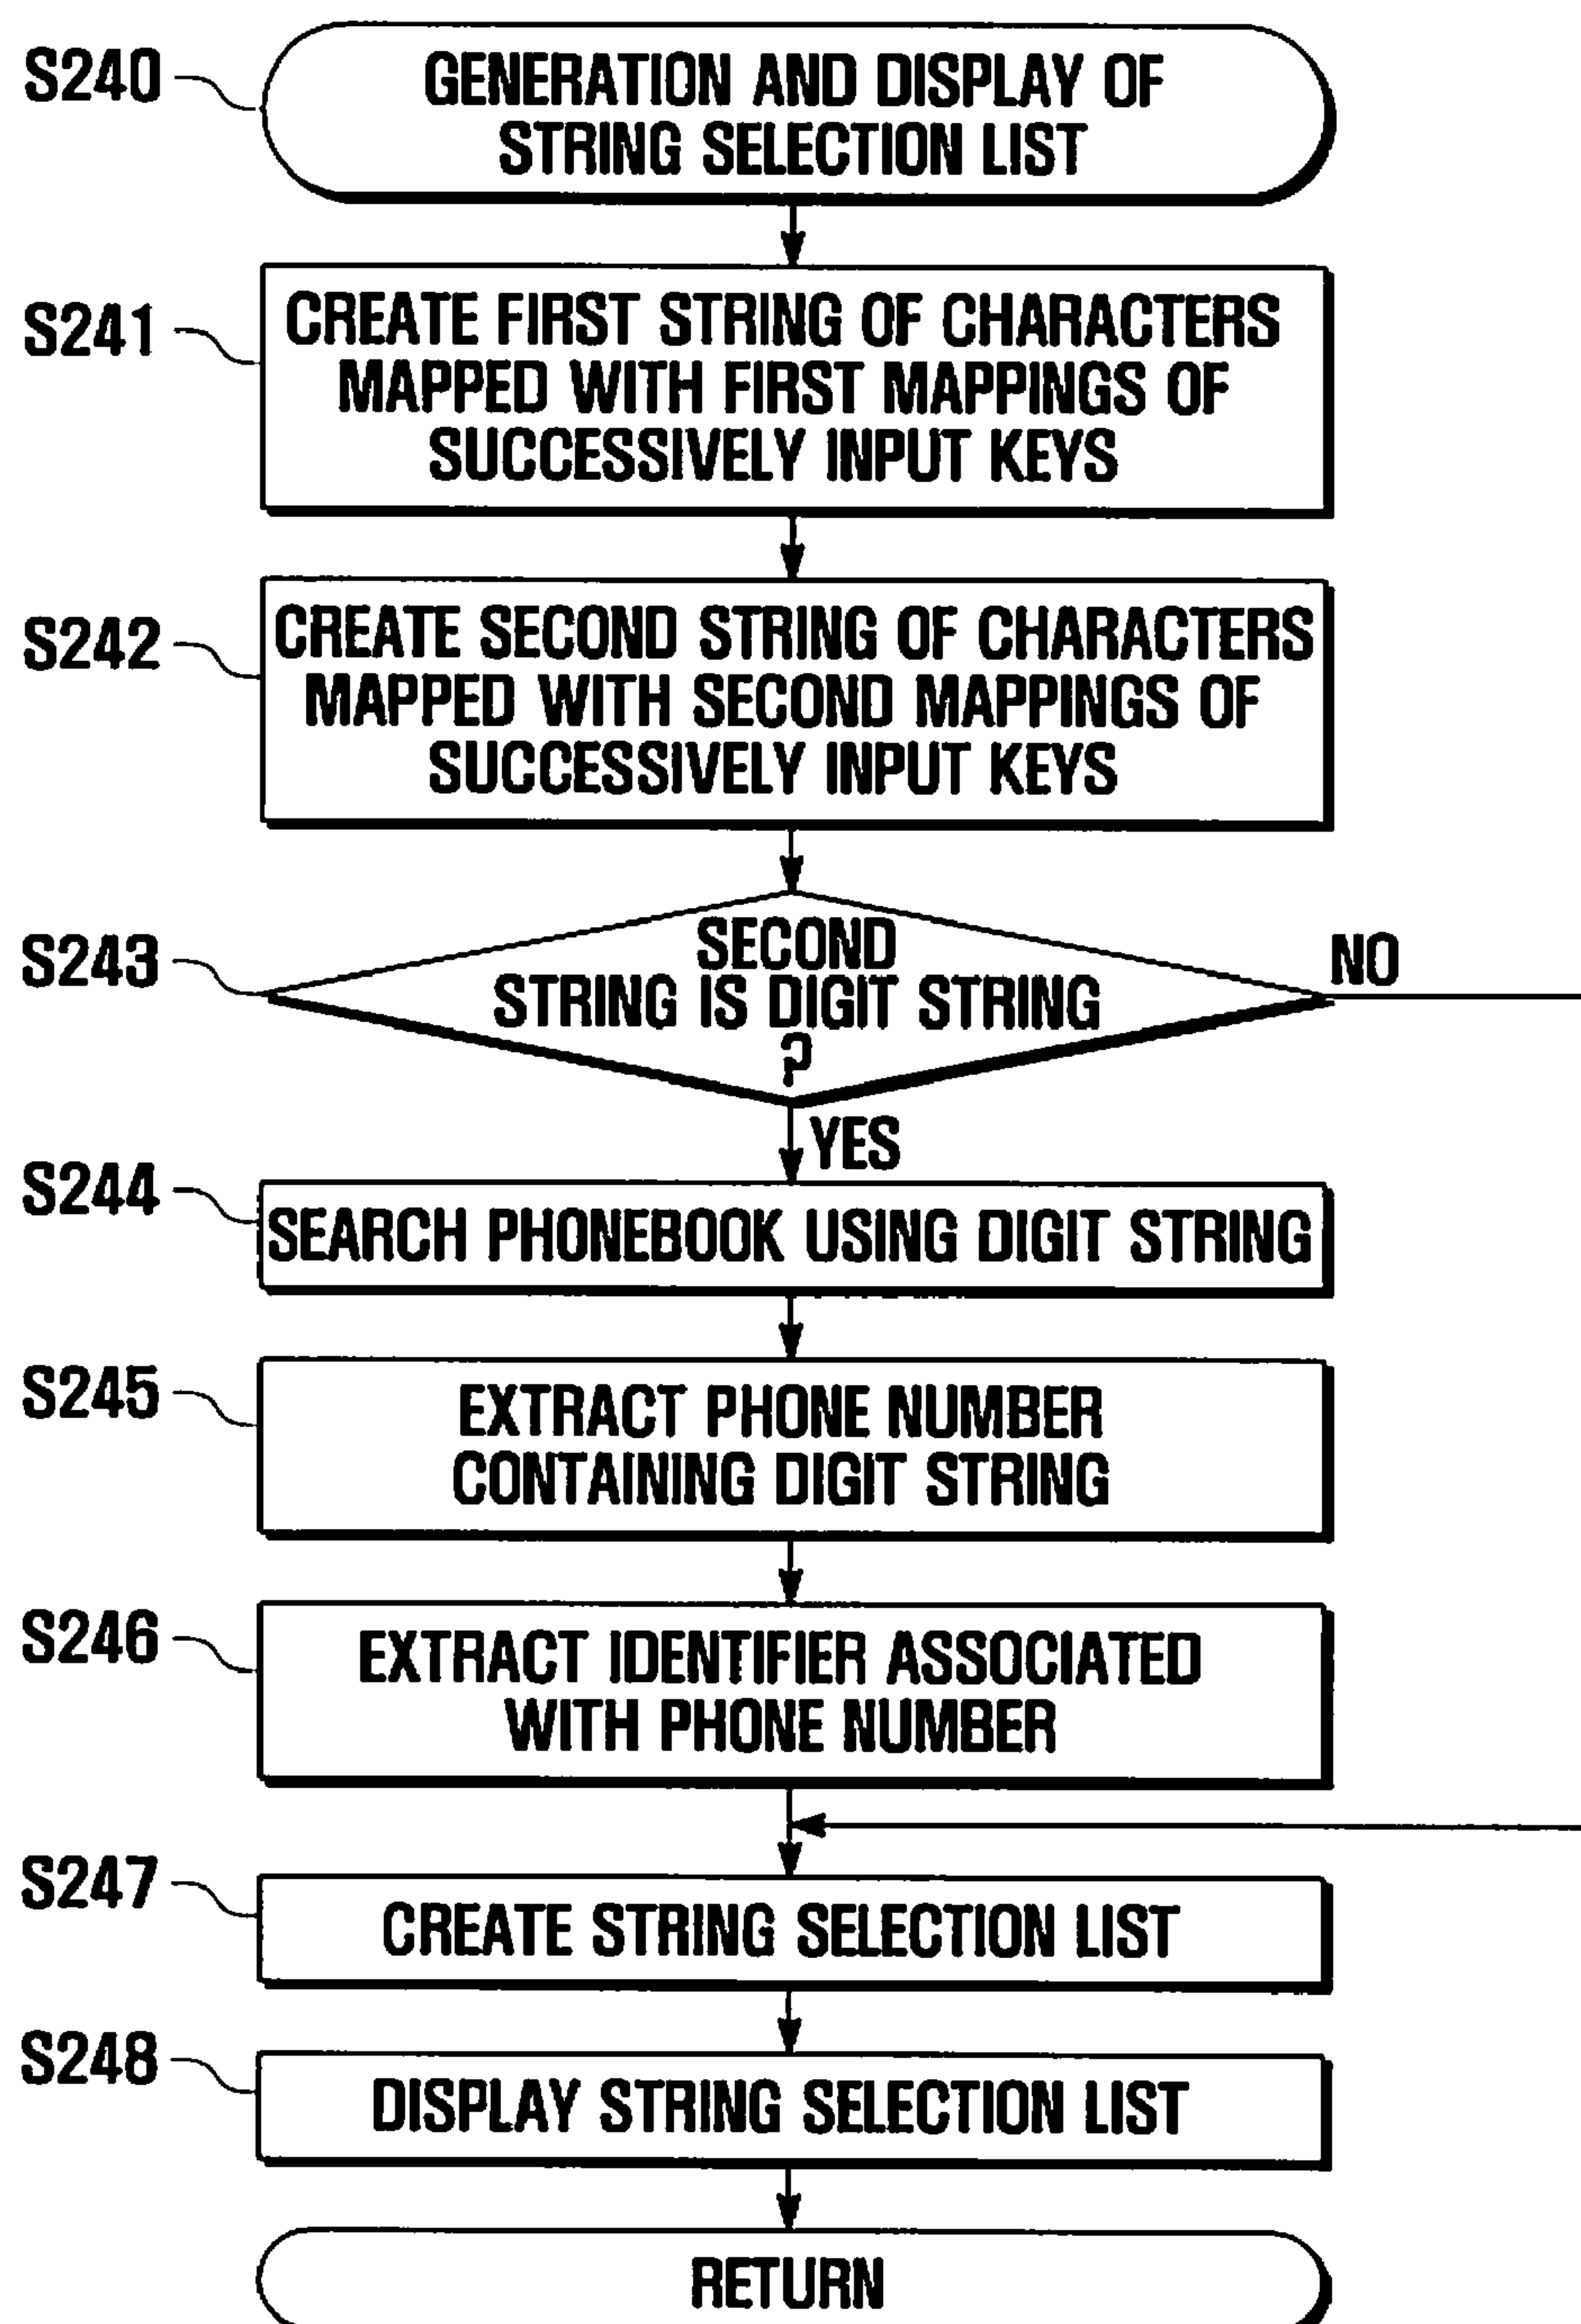 S240
GENERATION AND DISPLAY OF
STRING SELECTION LIST
S241
CREATE FIRST STRING OF CHARACTERS
MAPPED WITH FIRST MAPPINGS OF
SUCCESSIVELY INPUT KEYS
S242
CREATE SECOND STRING OF CHARACTERS
MAPPED WITH SECOND MAPPINGS OF
SUCCESSIVELY INPUT KEYS
S243
SECOND
STRING IS DIGIT STRING
?
NO
YES
S244
SEARCH PHONEBOOK USING DIGIT STRING
S245
EXTRACT PHONE NUMBER
CONTAINING DIGIT STRING
S246
EXTRACT IDENTIFIER ASSOCIATED
WITH PHONE NUMBER
S247
CREATE STRING SELECTION LIST
S248
DISPLAY STRING SELECTION LIST
RETURN